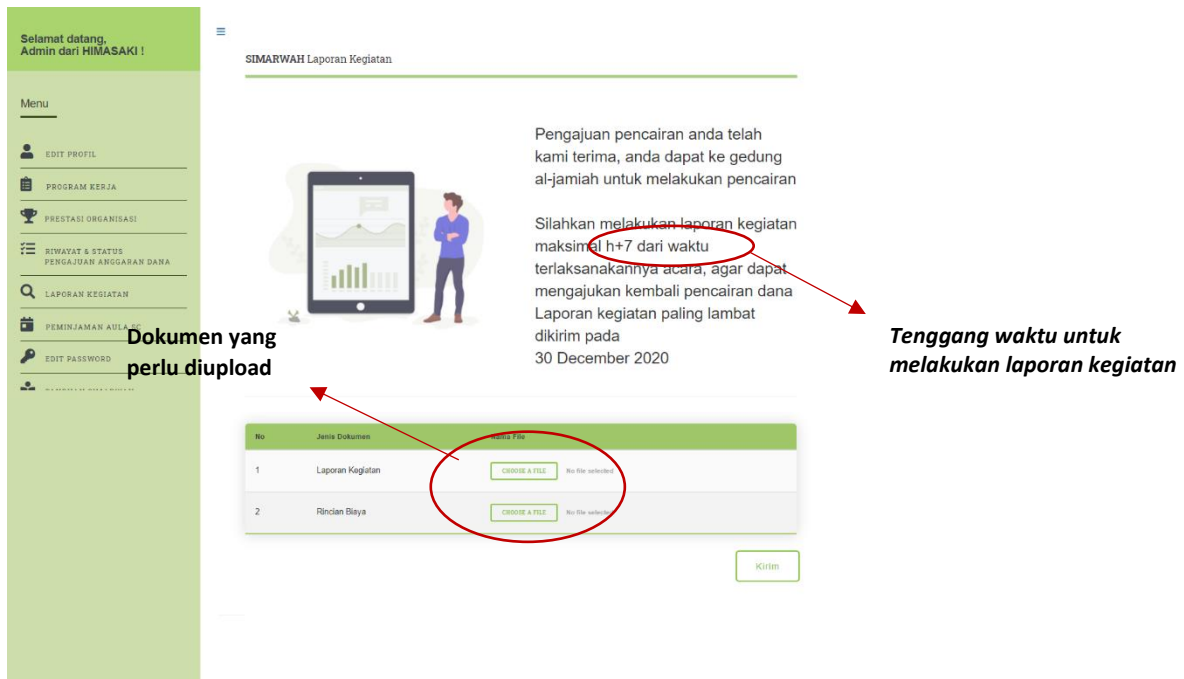 Selamat datang,
Admin dari HIMASAKI !
Menu
EDIT PROFIL
PROGRAM KERJA
PRESTASI ORGANISASI
RIWAYAT & STATUS
PENGAJUAN ANGGARAN DANA
LAPORAN KEGIATAN
PEMINJAMAN AULA SC
EDIT PASSWORD
SIMARWAH Laporan Kegiatan
Pengajuan pencairan anda telah
kami terima, anda dapat ke gedung
al-jamiah untuk melakukan pencairan
Silahkan melakukan laporan kegiatan
maksimal h+7 dari waktu
terlaksanakannya acara, agar dapat
mengajukan kembali pencairan dana
Laporan kegiatan paling lambat
dikirim pada
30 December 2020
Tenggang waktu untuk
melakukan laporan kegiatan
Dokumen yang
perlu diupload
No Jenis Dokumen Nama File
1 Laporan Kegiatan CHOOSE A FILE No file selected
2 Rincian Biaya CHOOSE A FILE No file selected
Kirim